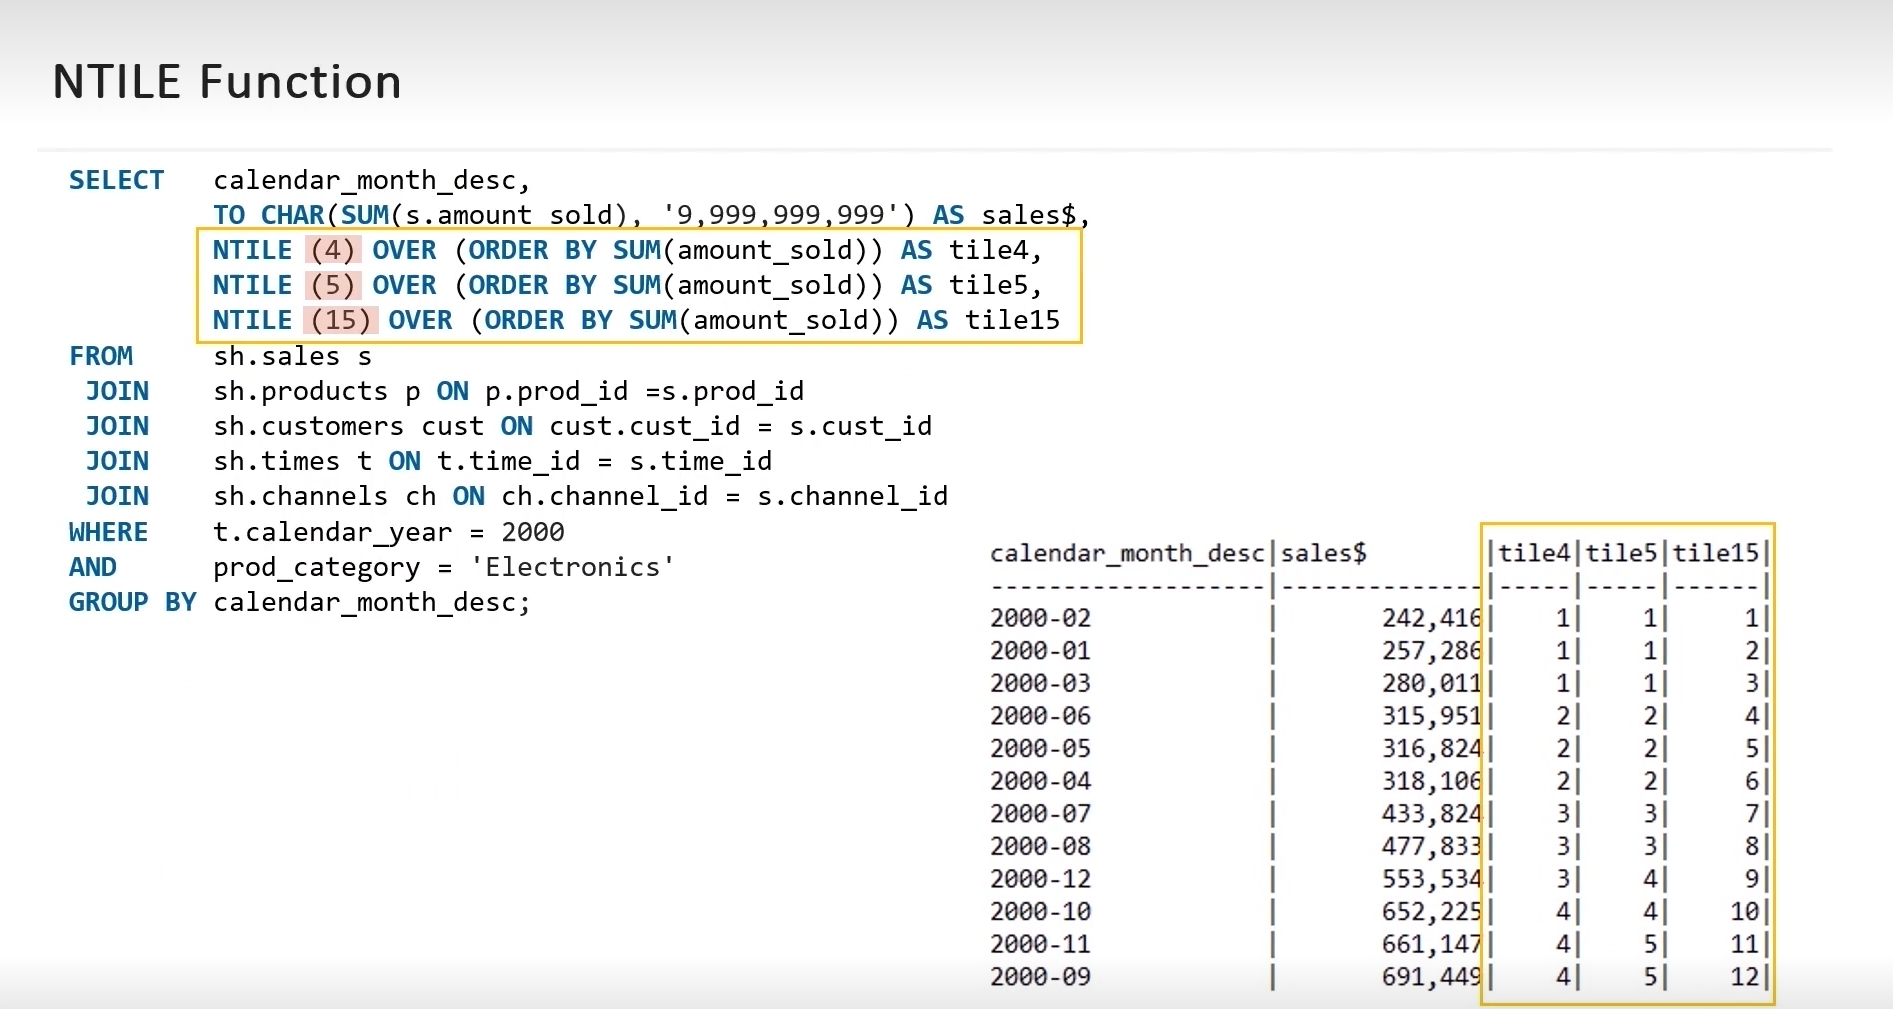 NTILE Function
SELECT calendar_month_desc,
TO CHAR(SUM(s.amount sold), '9,999,999,999') AS sales$,
NTILE (4) OVER (ORDER BY SUM(amount_sold)) AS tile4,
NTILE (5) OVER (ORDER BY SUM(amount_sold)) AS tile5,
NTILE (15) OVER (ORDER BY SUM(amount_sold)) AS tile15
FROM sh.sales s
JOIN sh.products p ON p.prod_id =s.prod_id
JOIN sh.customers cust ON cust.cust_id = s.cust_id
JOIN sh.times t ON t.time_id = s.time_id
JOIN sh.channels ch ON ch.channel_id = s.channel_id
WHERE t.calendar_year = 2000
AND prod_category = 'Electronics'
GROUP BY calendar_month_desc;
calendar_month_desc|sales$ |tile4|tile5|tile15|
-------------------|--------------|-----|-----|------|
2000-02 | 242,416| 1| 1| 1|
2000-01 | 257,286| 1| 1| 2|
2000-03 | 280,011| 1| 1| 3|
2000-06 | 315,951| 2| 2| 4|
2000-05 | 316,824| 2| 2| 5|
2000-04 | 318,106| 2| 2| 6|
2000-07 | 433,824| 3| 3| 7|
2000-08 | 477,833| 3| 3| 8|
2000-12 | 553,534| 3| 4| 9|
2000-10 | 652,225| 4| 4| 10|
2000-11 | 661,147| 4| 5| 11|
2000-09 | 691,449| 4| 5| 12|